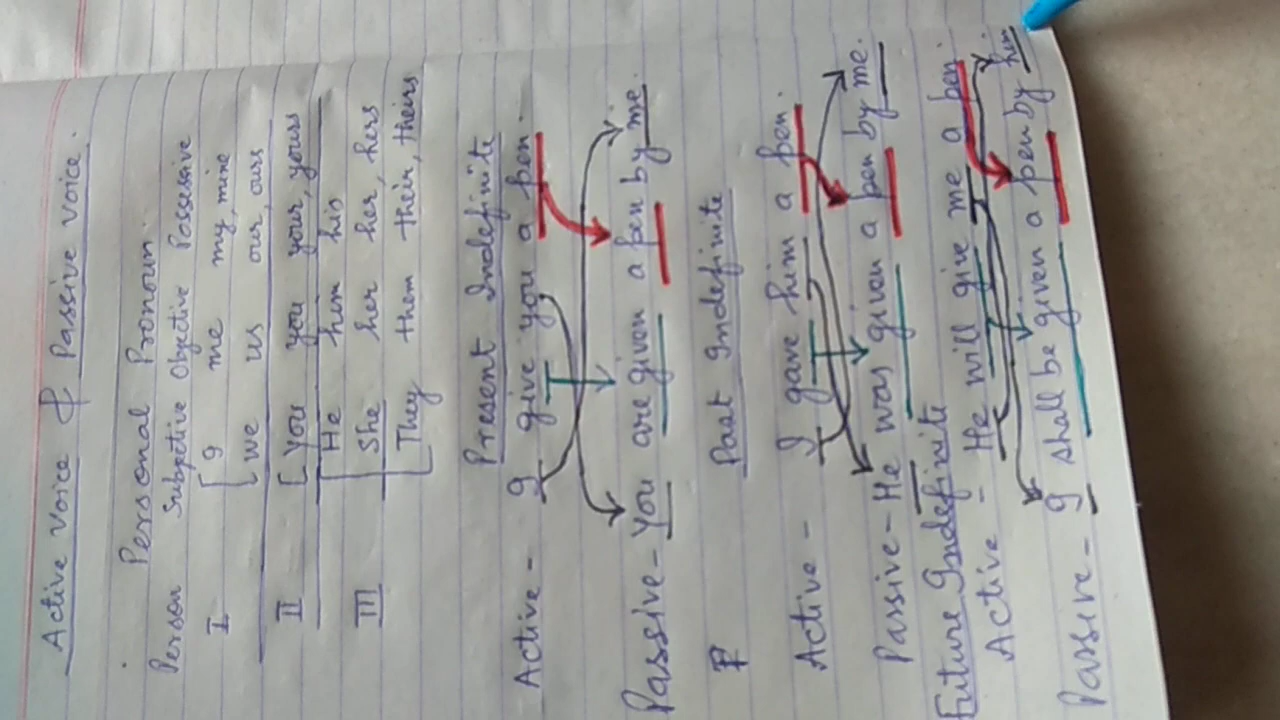 Active Voice & Passive Voice.
Personal Pronoun.
Person Subjective Objective Possessive
I [ I me my, mine
[ We us our, ours
II [ You you your, yours
[ He him his
III She her her, hers
[ They them their, theirs
Present Indefinite
Active - I give you a pen.
Passive - You are given a pen by me.
Past Indefinite
Active - I gave him a pen.
Passive - He was given a pen by me.
Future Indefinite
Active - He will give me a pen.
Passive - I shall be given a pen by him.